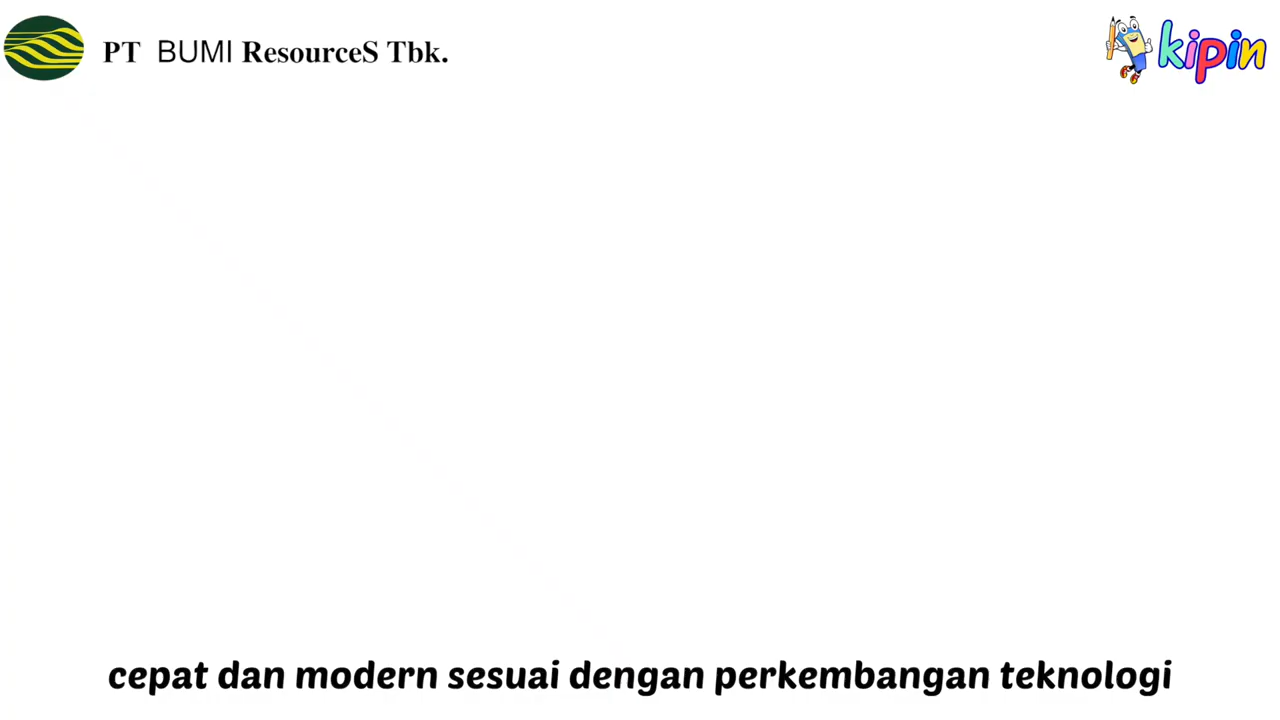 PT BUMI ResourceS Tbk.
kipin
cepat dan modern sesuai dengan perkembangan teknologi